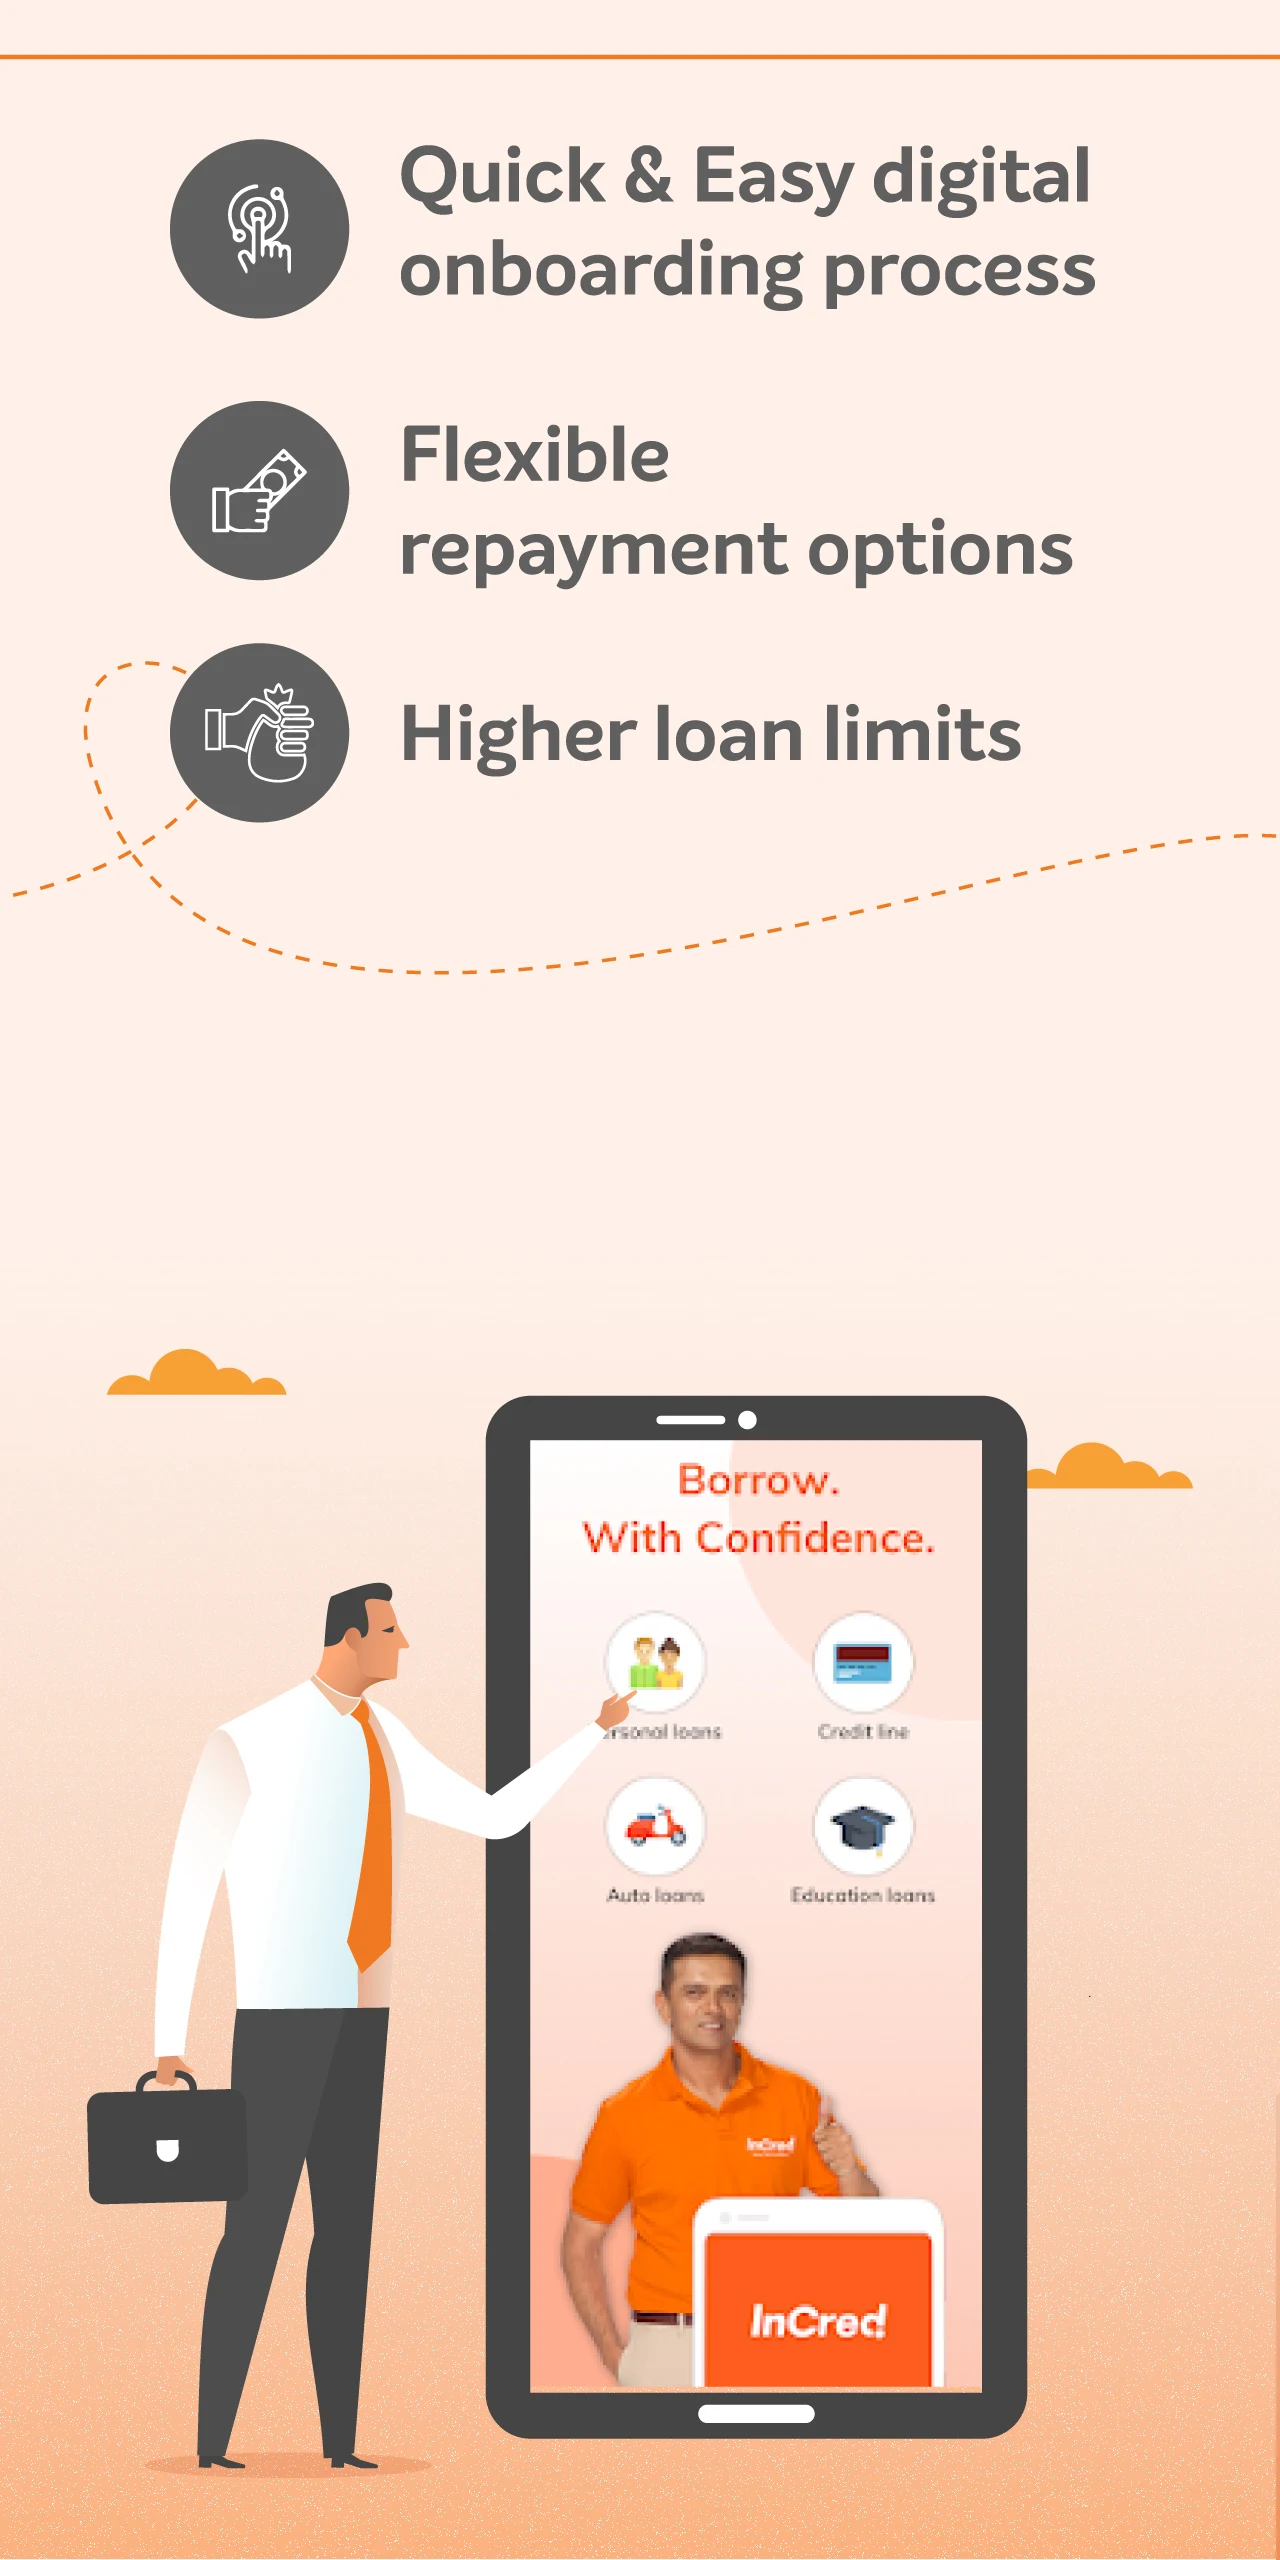 Quick & Easy digital
onboarding process
Flexible
repayment options
Higher loan limits
Borrow.
With Confidence.
rsonal loans
Credit line
Auto loans
Education loans
InCred
InCred